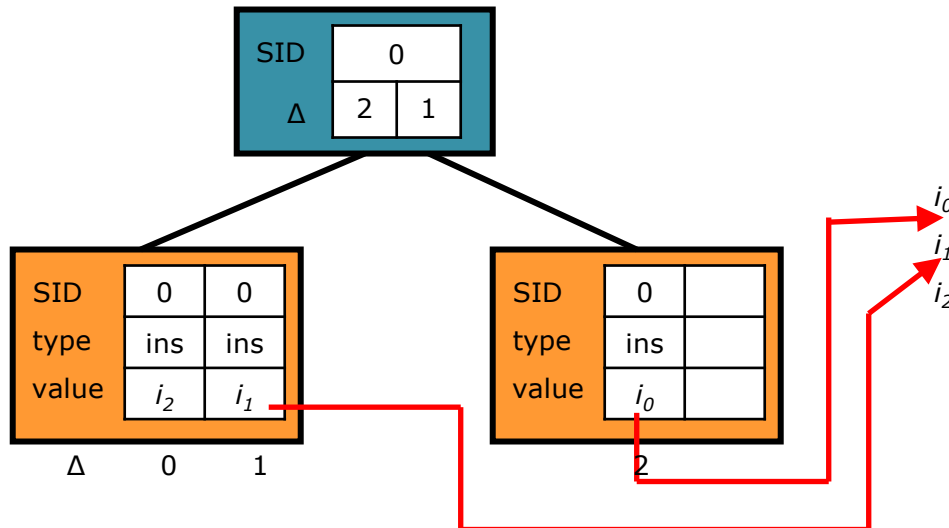 SID 0
Δ 2 1
SID 0 0
type ins ins
value i₂ i₁
Δ 0 1
SID 0
type ins
value i₀
2
i₀
i₁
i₂